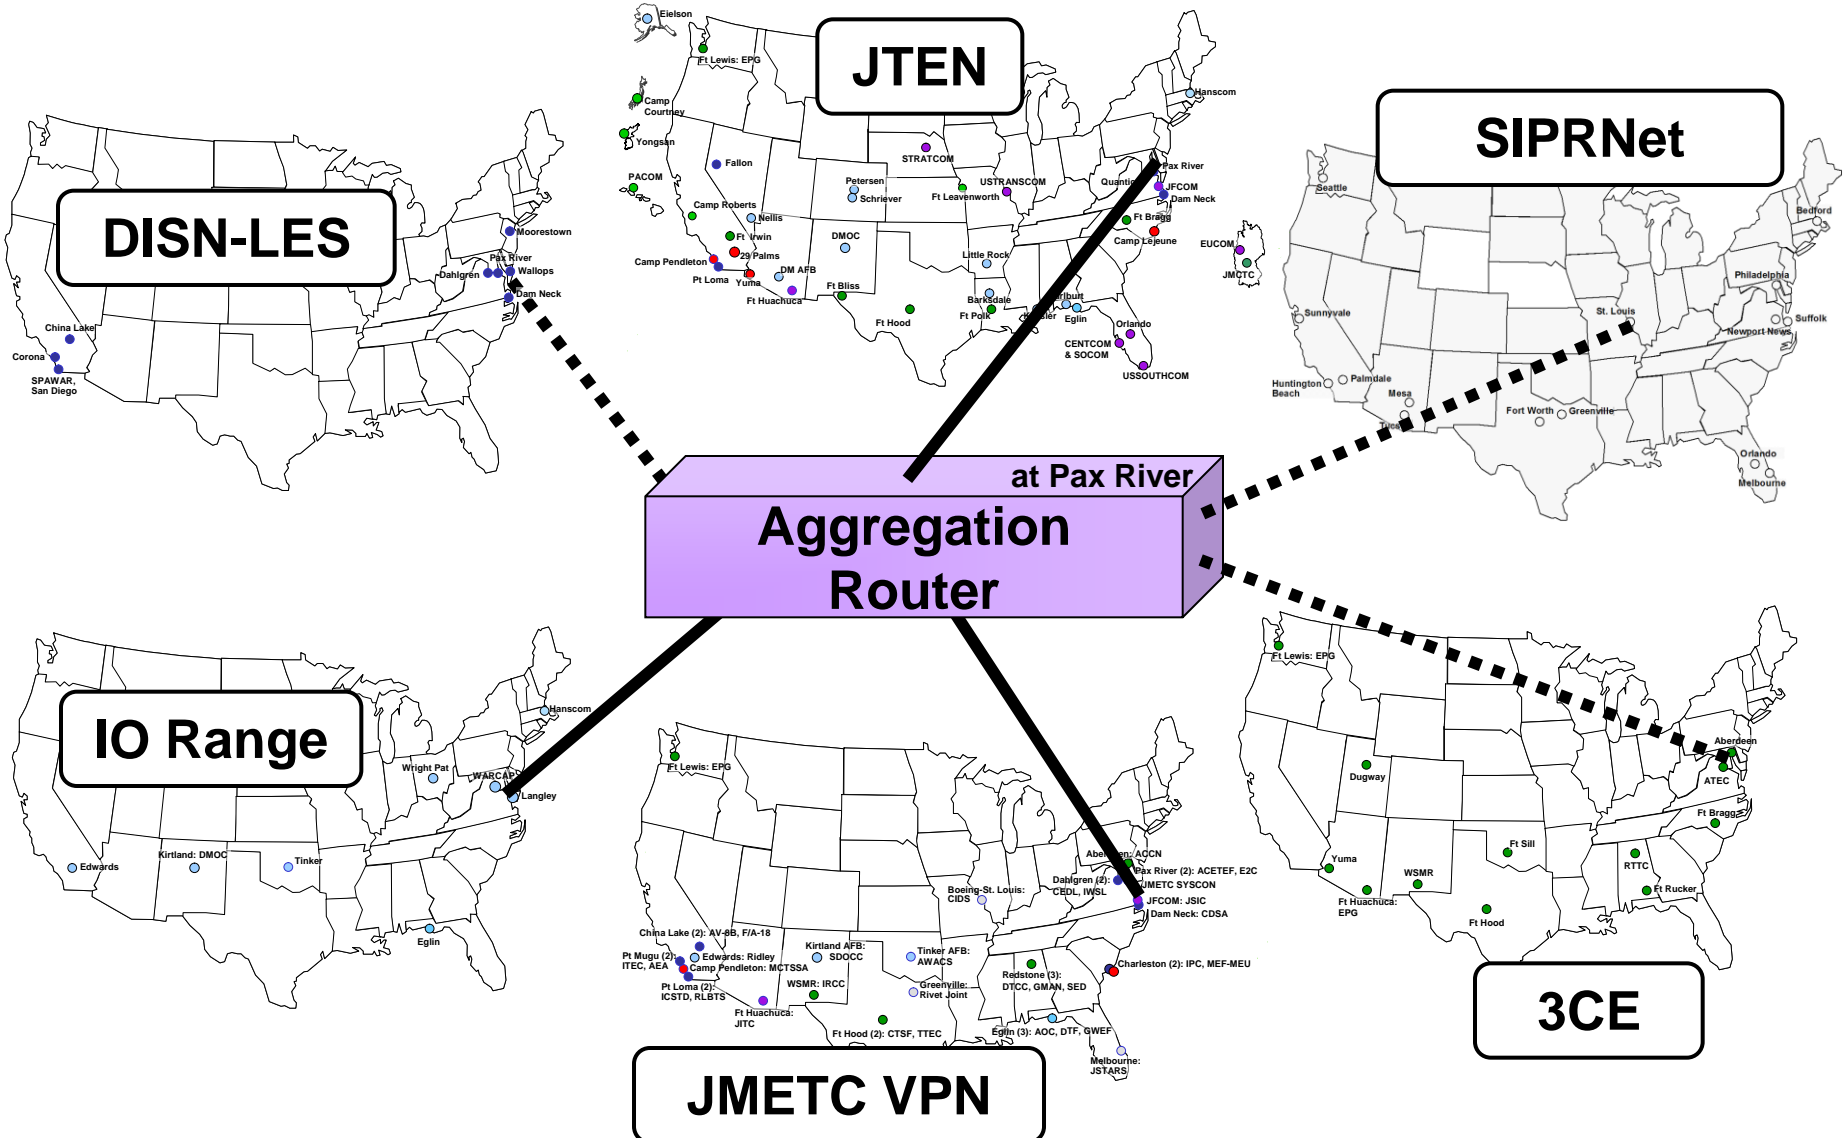 DISN-LES
Moorestown
Pax River
Dahlgren
Wallops
Dam Neck
China Lake
Corona
SPAWAR,
San Diego
JTEN
Eielson
Ft Lewis: EPG
Camp
Courtney
Yongsan
PACOM
Hanscom
Fallon
STRATCOM
Petersen
Schriever
USTRANSCOM
Ft Leavenworth
Pax River
JFCOM
Dam Neck
Camp Roberts
Nellis
Ft Irwin
29 Palms
Camp Pendleton
Pt Loma
Yuma
DMOC
DM AFB
Ft Huachuca
Ft Bliss
Ft Hood
Little Rock
Barksdale
Ft Polk
Eglin
Ft Bragg
Camp Lejeune
Orlando
CENTCOM
& SOCOM
USSOUTHCOM
EUCOM
JMCTC
SIPRNet
Seattle
Bedford
Philadelphia
Sunnyvale
St. Louis
Suffolk
Newport News
Huntington
Beach
Palmdale
Mesa
Fort Worth
Greenville
Orlando
Melbourne
at Pax River
Aggregation
Router
IO Range
Hanscom
Wright Pat
WARCAP
Langley
Edwards
Kirtland: DMOC
Tinker
Eglin
JMETC VPN
Ft Lewis: EPG
Aberdeen: ACCN
Pax River (2): ACETEF, E2C
JMETC SYSCON
Dahlgren (2):
CEDL, IWSL
JFCOM: JSIC
Dam Neck: CDSA
Boeing-St. Louis:
CIDS
China Lake (2): AV-8B, F/A-18
Edwards: Ridley
Pt Mugu (2):
ITEC, AEA
Camp Pendleton: MCTSSA
Pt Loma (2):
ICSTD, RLBTS
Kirtland AFB:
SDOCC
WSMR: IRCC
Ft Huachuca:
JITC
Tinker AFB:
AWACS
Greenville:
Rivet Joint
Ft Hood (2): CTSF, TTEC
Redstone (3):
DTCC, GMAN, SED
Charleston (2): IPC, MEF-MEU
Eglin (3): AOC, DTF, GWEF
Melbourne:
JSTARS
3CE
Ft Lewis: EPG
Dugway
Aberdeen
ATEC
Ft Bragg
Yuma
Ft Huachuca:
EPG
WSMR
Ft Sill
Ft Hood
RTTC
Ft Rucker